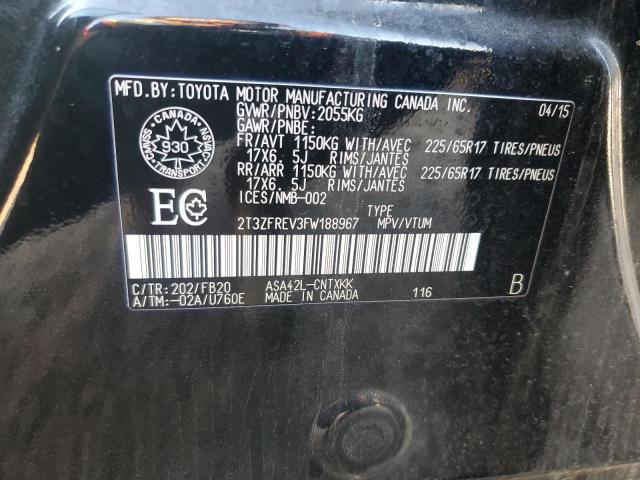 MFD.BY:TOYOTA MOTOR MANUFACTURING CANADA INC. 04/15
GVWR/PNBV:2055KG
GAWR/PNBE:
FR/AVT 1150KG WITH/AVEC 225/65R17 TIRES/PNEUS
17X6.5J RIMS/JANTES
RR/ARR 1150KG WITH/AVEC 225/65R17 TIRES/PNEUS
17X6.5J RIMS/JANTES
ICES/NMB-002
TYPE
2T3ZFREV3FW188967 MPV/VTUM
CANADA
NSVAC
930
CMVSS
TRANSPORT
EC
C/TR:202/FB20 ASA42L-CNTXKK
A/TM:-02A/U760E MADE IN CANADA 116 B